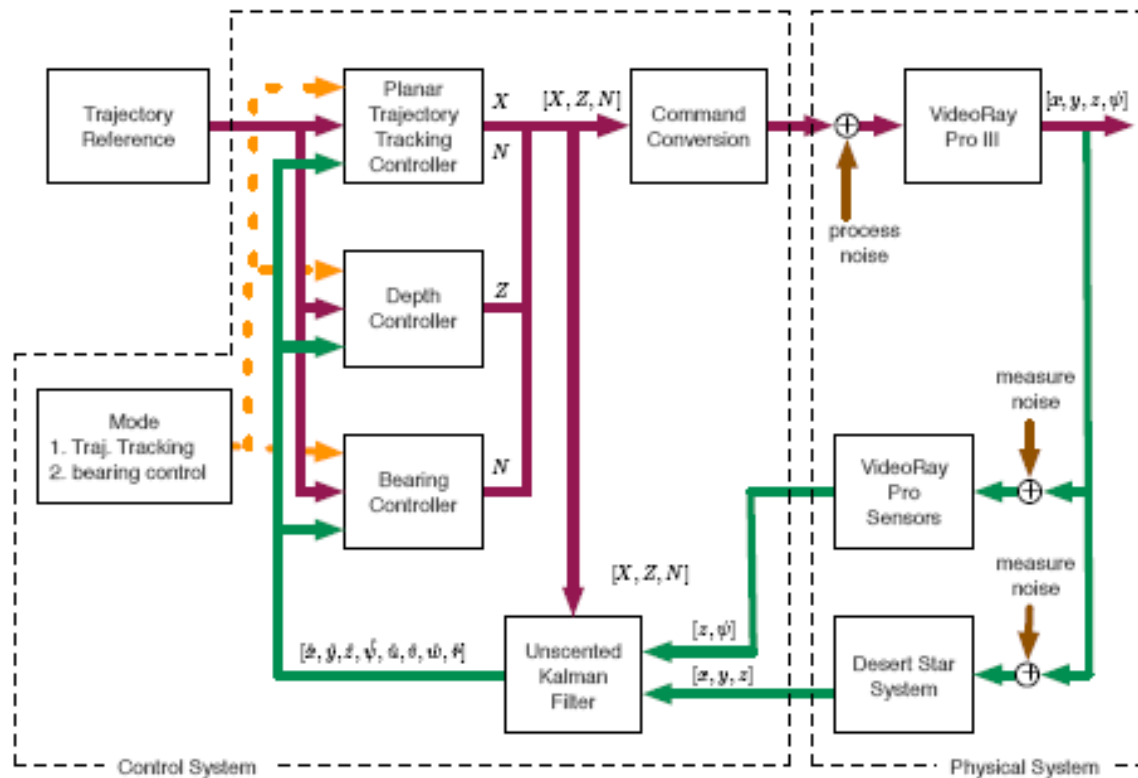 Trajectory
Reference
Planar
Trajectory
Tracking
Controller
X
N
[X, Z, N]
Command
Conversion
process
noise
VideoRay
Pro III
[x, y, z, ψ]
Depth
Controller
Z
Mode
1. Traj. Tracking
2. bearing control
Bearing
Controller
N
measure
noise
VideoRay
Pro
Sensors
[X, Z, N]
measure
noise
[z, ψ]
[x, y, z]
[x̂, ŷ, ẑ, ψ̂, û, v̂, ŵ, r̂]
Unscented
Kalman
Filter
Desert Star
System
Control System
Physical System